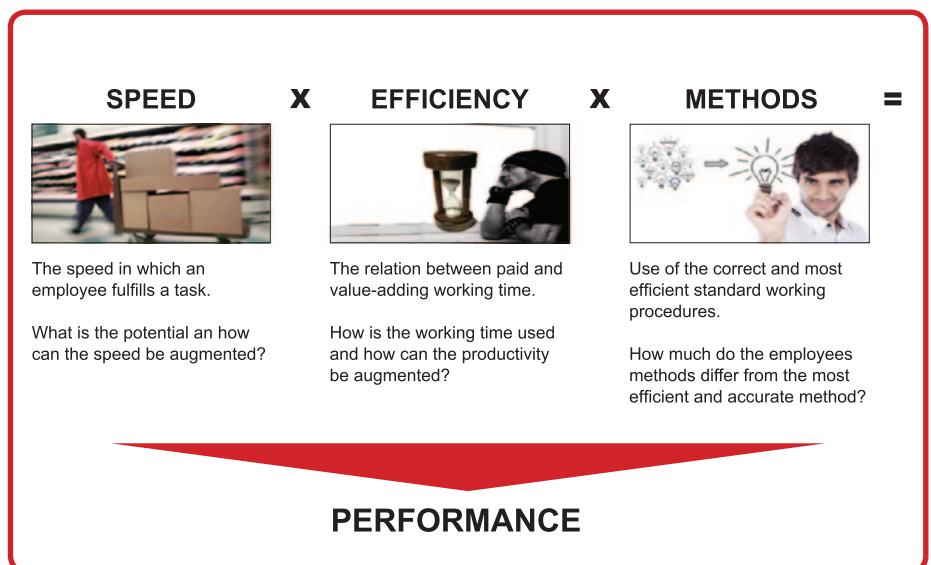 SPEED x EFFICIENCY x METHODS =
The speed in which an
employee fulfills a task.
What is the potential an how
can the speed be augmented?
The relation between paid and
value-adding working time.
How is the working time used
and how can the productivity
be augmented?
Use of the correct and most
efficient standard working
procedures.
How much do the employees
methods differ from the most
efficient and accurate method?
PERFORMANCE